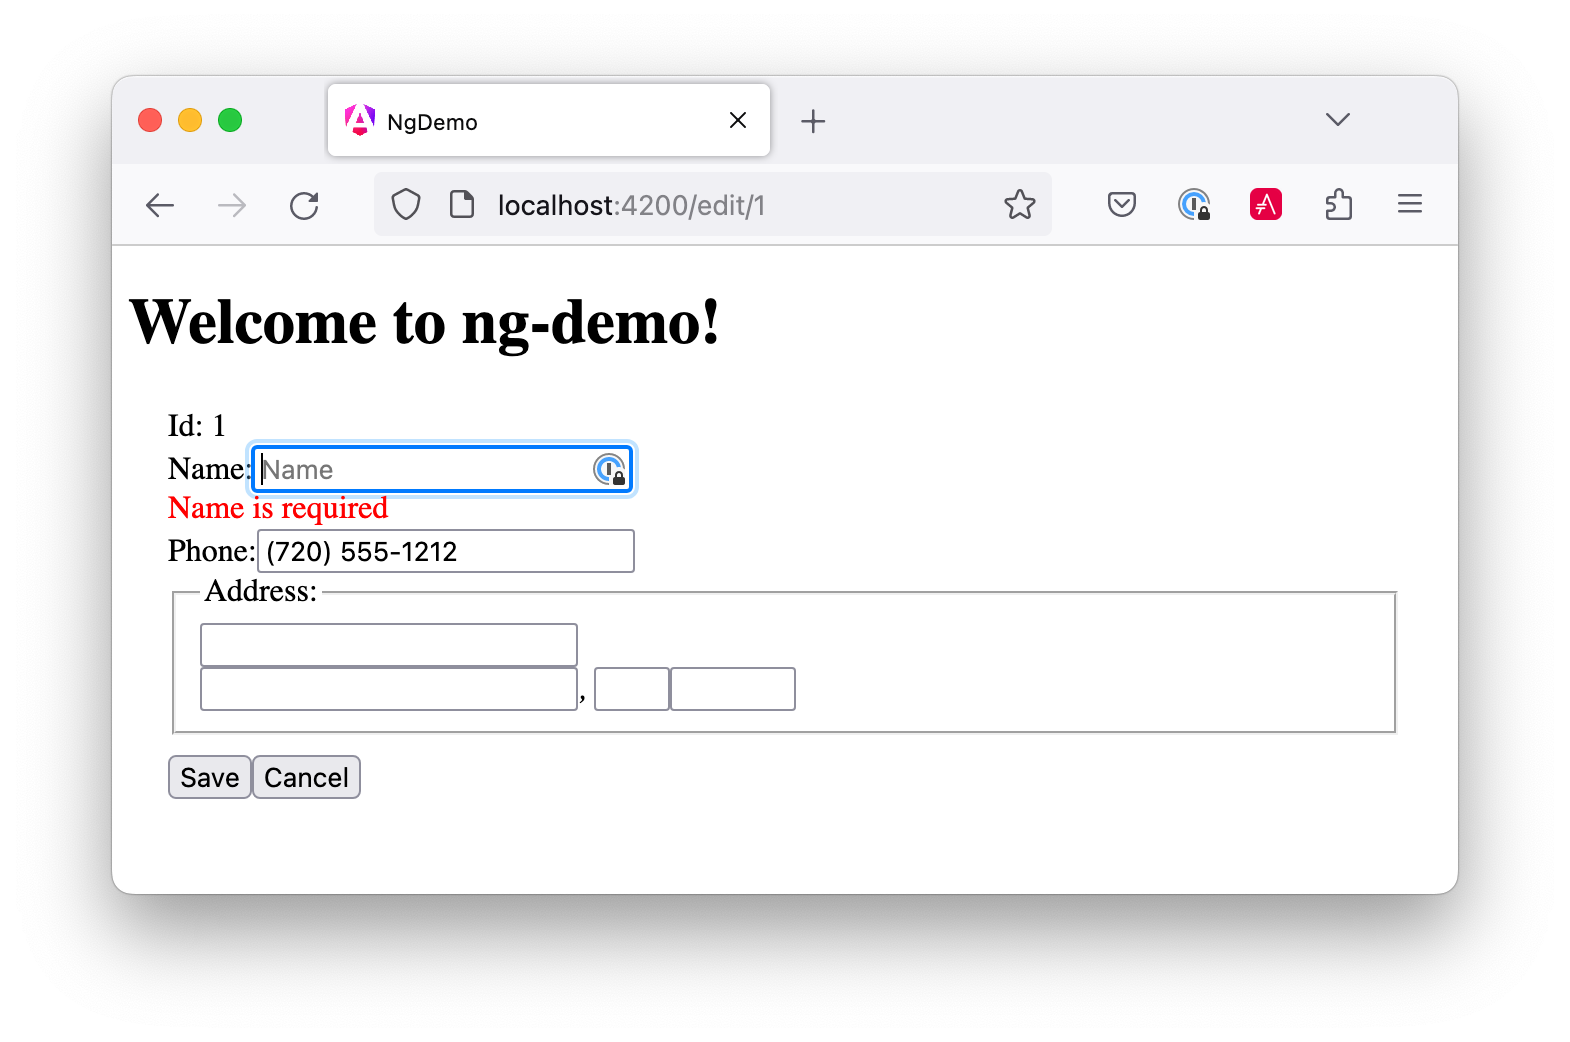 NgDemo
localhost:4200/edit/1
Welcome to ng-demo!
Id: 1
Name: Name
Name is required
Phone: (720) 555-1212
Address:
,
Save Cancel